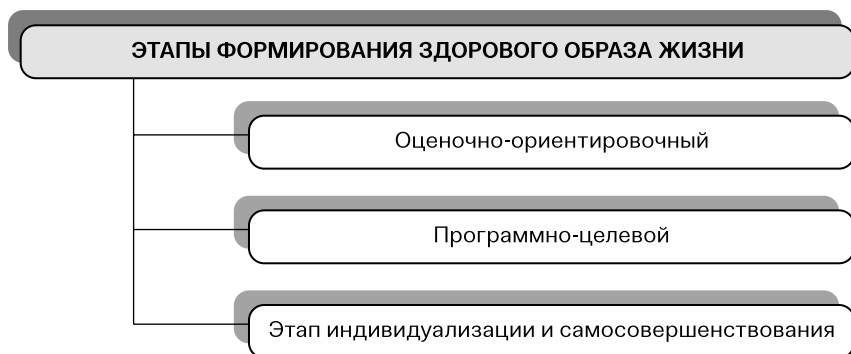 ЭТАПЫ ФОРМИРОВАНИЯ ЗДОРОВОГО ОБРАЗА ЖИЗНИ
Оценочно-ориентировочный
Программно-целевой
Этап индивидуализации и самосовершенствования